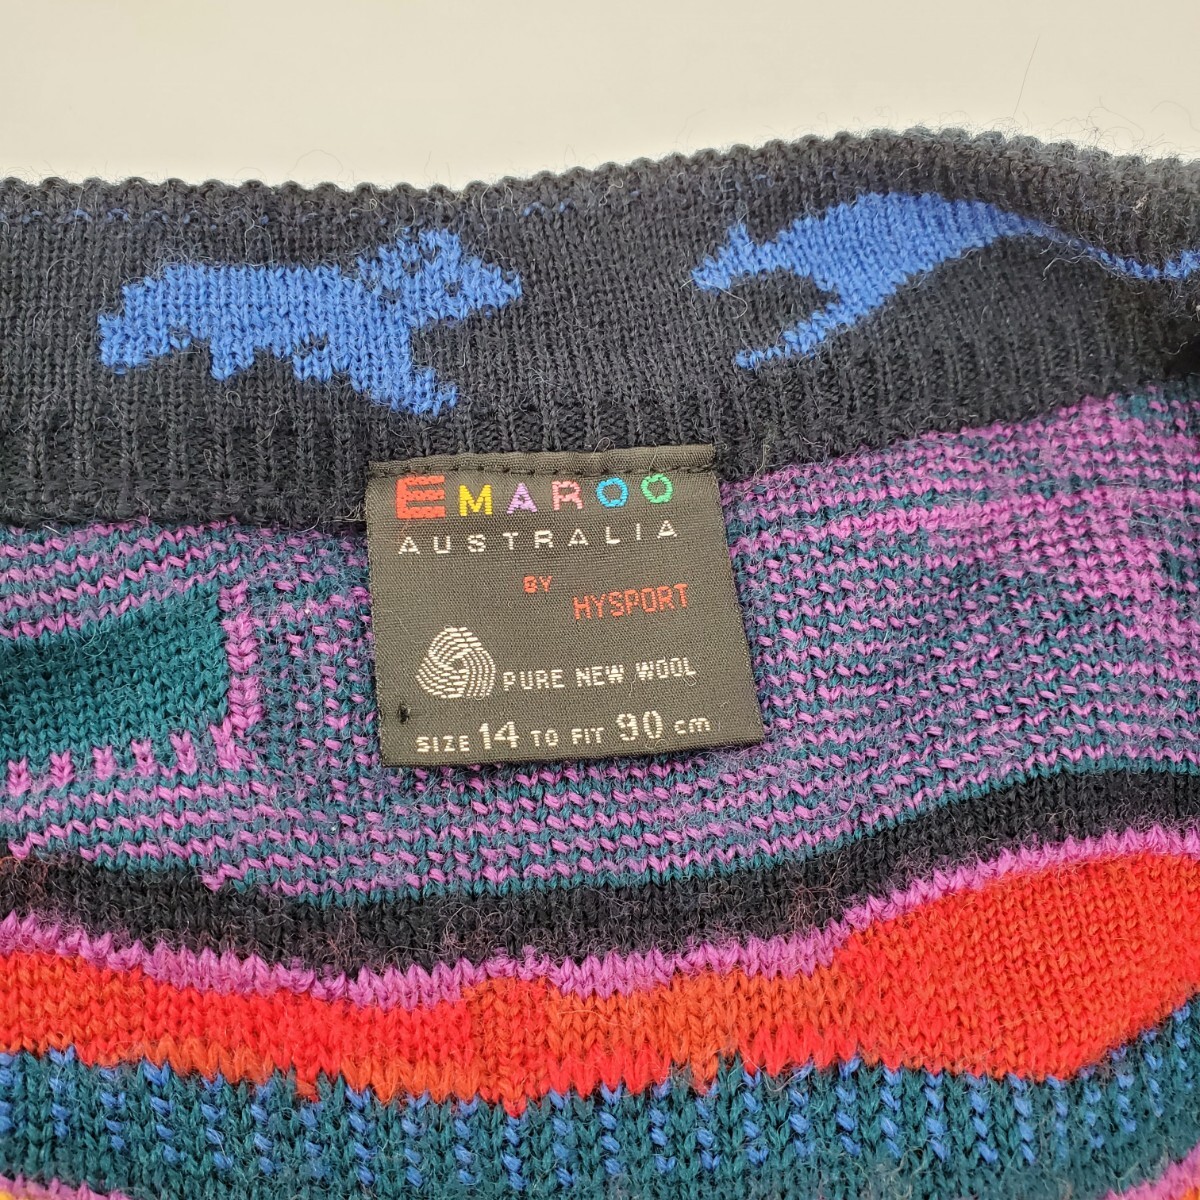 EMAROO
AUSTRALIA
BY
HYSPORT
PURE NEW WOOL
SIZE 14 TO FIT 90 cm